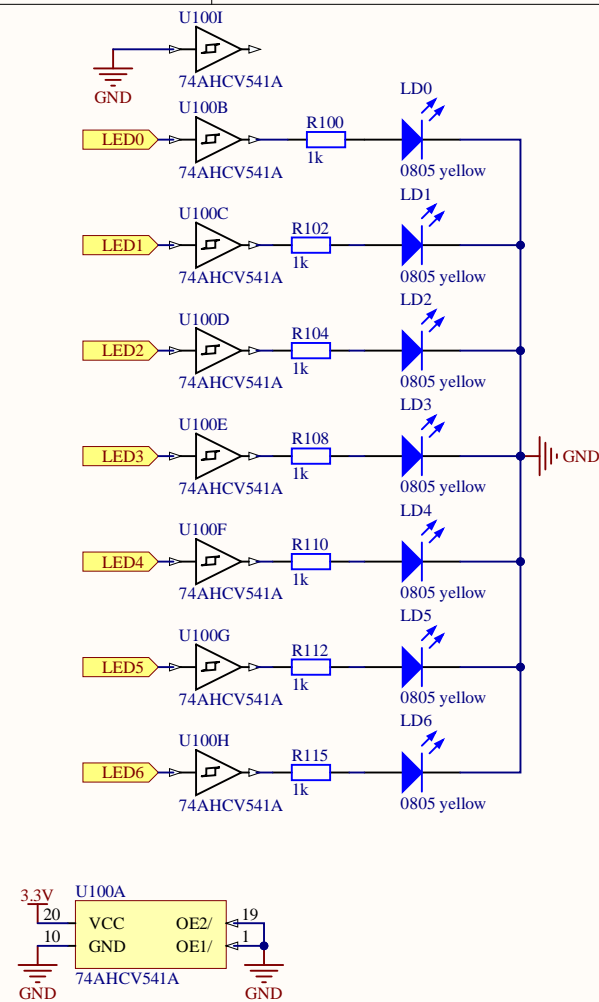 U100I
74AHCV541A
GND
U100B
LED0
74AHCV541A
R100
1k
LD0
0805 yellow
U100C
LED1
74AHCV541A
R102
1k
LD1
0805 yellow
U100D
LED2
74AHCV541A
R104
1k
LD2
0805 yellow
U100E
LED3
74AHCV541A
R108
1k
LD3
0805 yellow
GND
U100F
LED4
74AHCV541A
R110
1k
LD4
0805 yellow
U100G
LED5
74AHCV541A
R112
1k
LD5
0805 yellow
U100H
LED6
74AHCV541A
R115
1k
LD6
0805 yellow
3.3V
U100A
20
VCC
OE2/
19
10
GND
OE1/
1
74AHCV541A
GND
GND